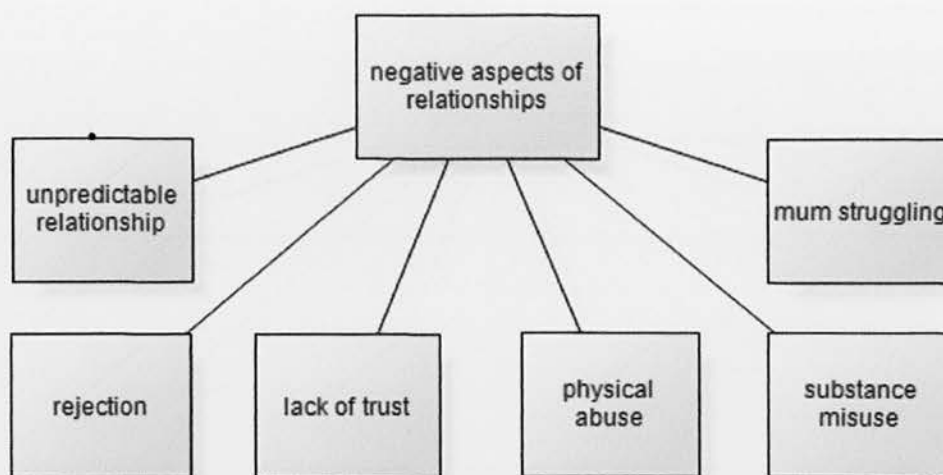 negative aspects of
relationships
unpredictable
relationship
mum struggling
rejection
lack of trust
physical
abuse
substance
misuse